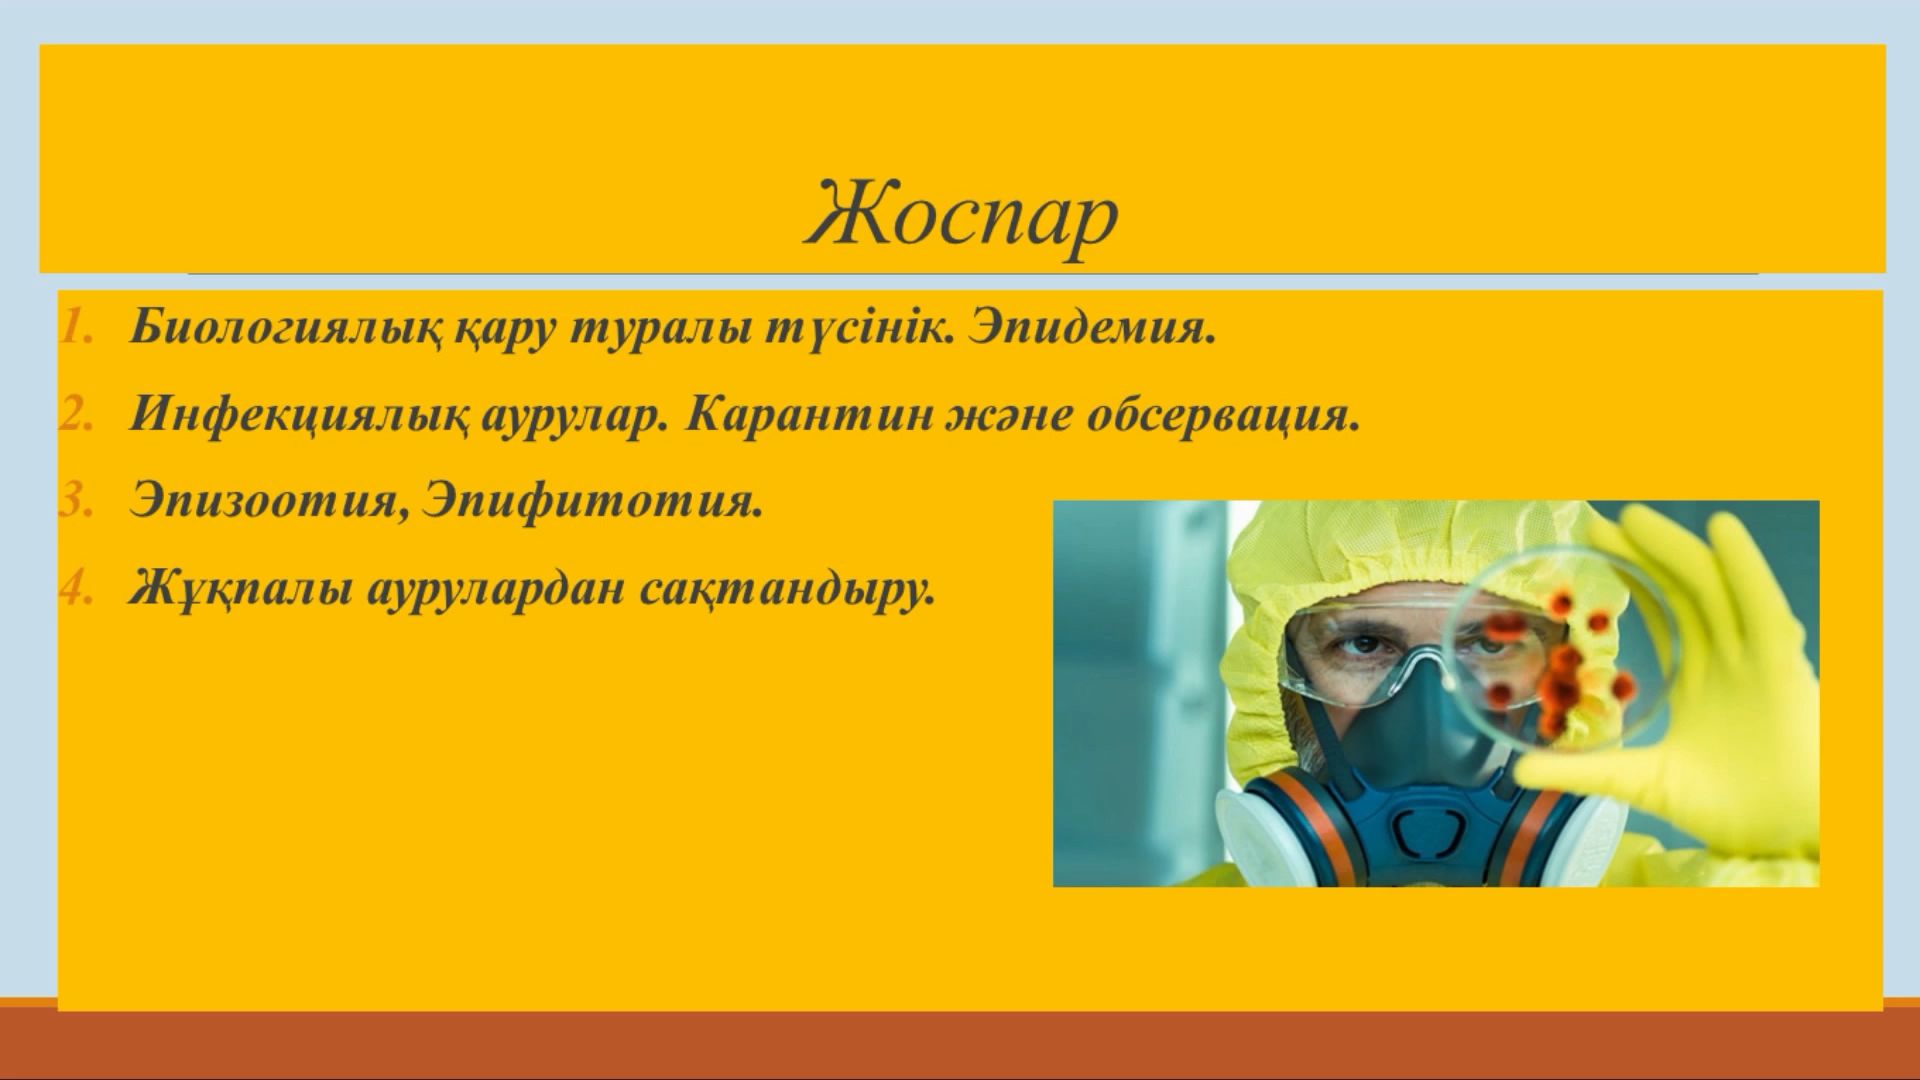 Жоспар
1. Биологиялық қару туралы түсінік. Эпидемия.
2. Инфекциялық аурулар. Карантин және обсервация.
3. Эпизоотия, Эпифитотия.
4. Жұқпалы аурулардан сақтандыру.